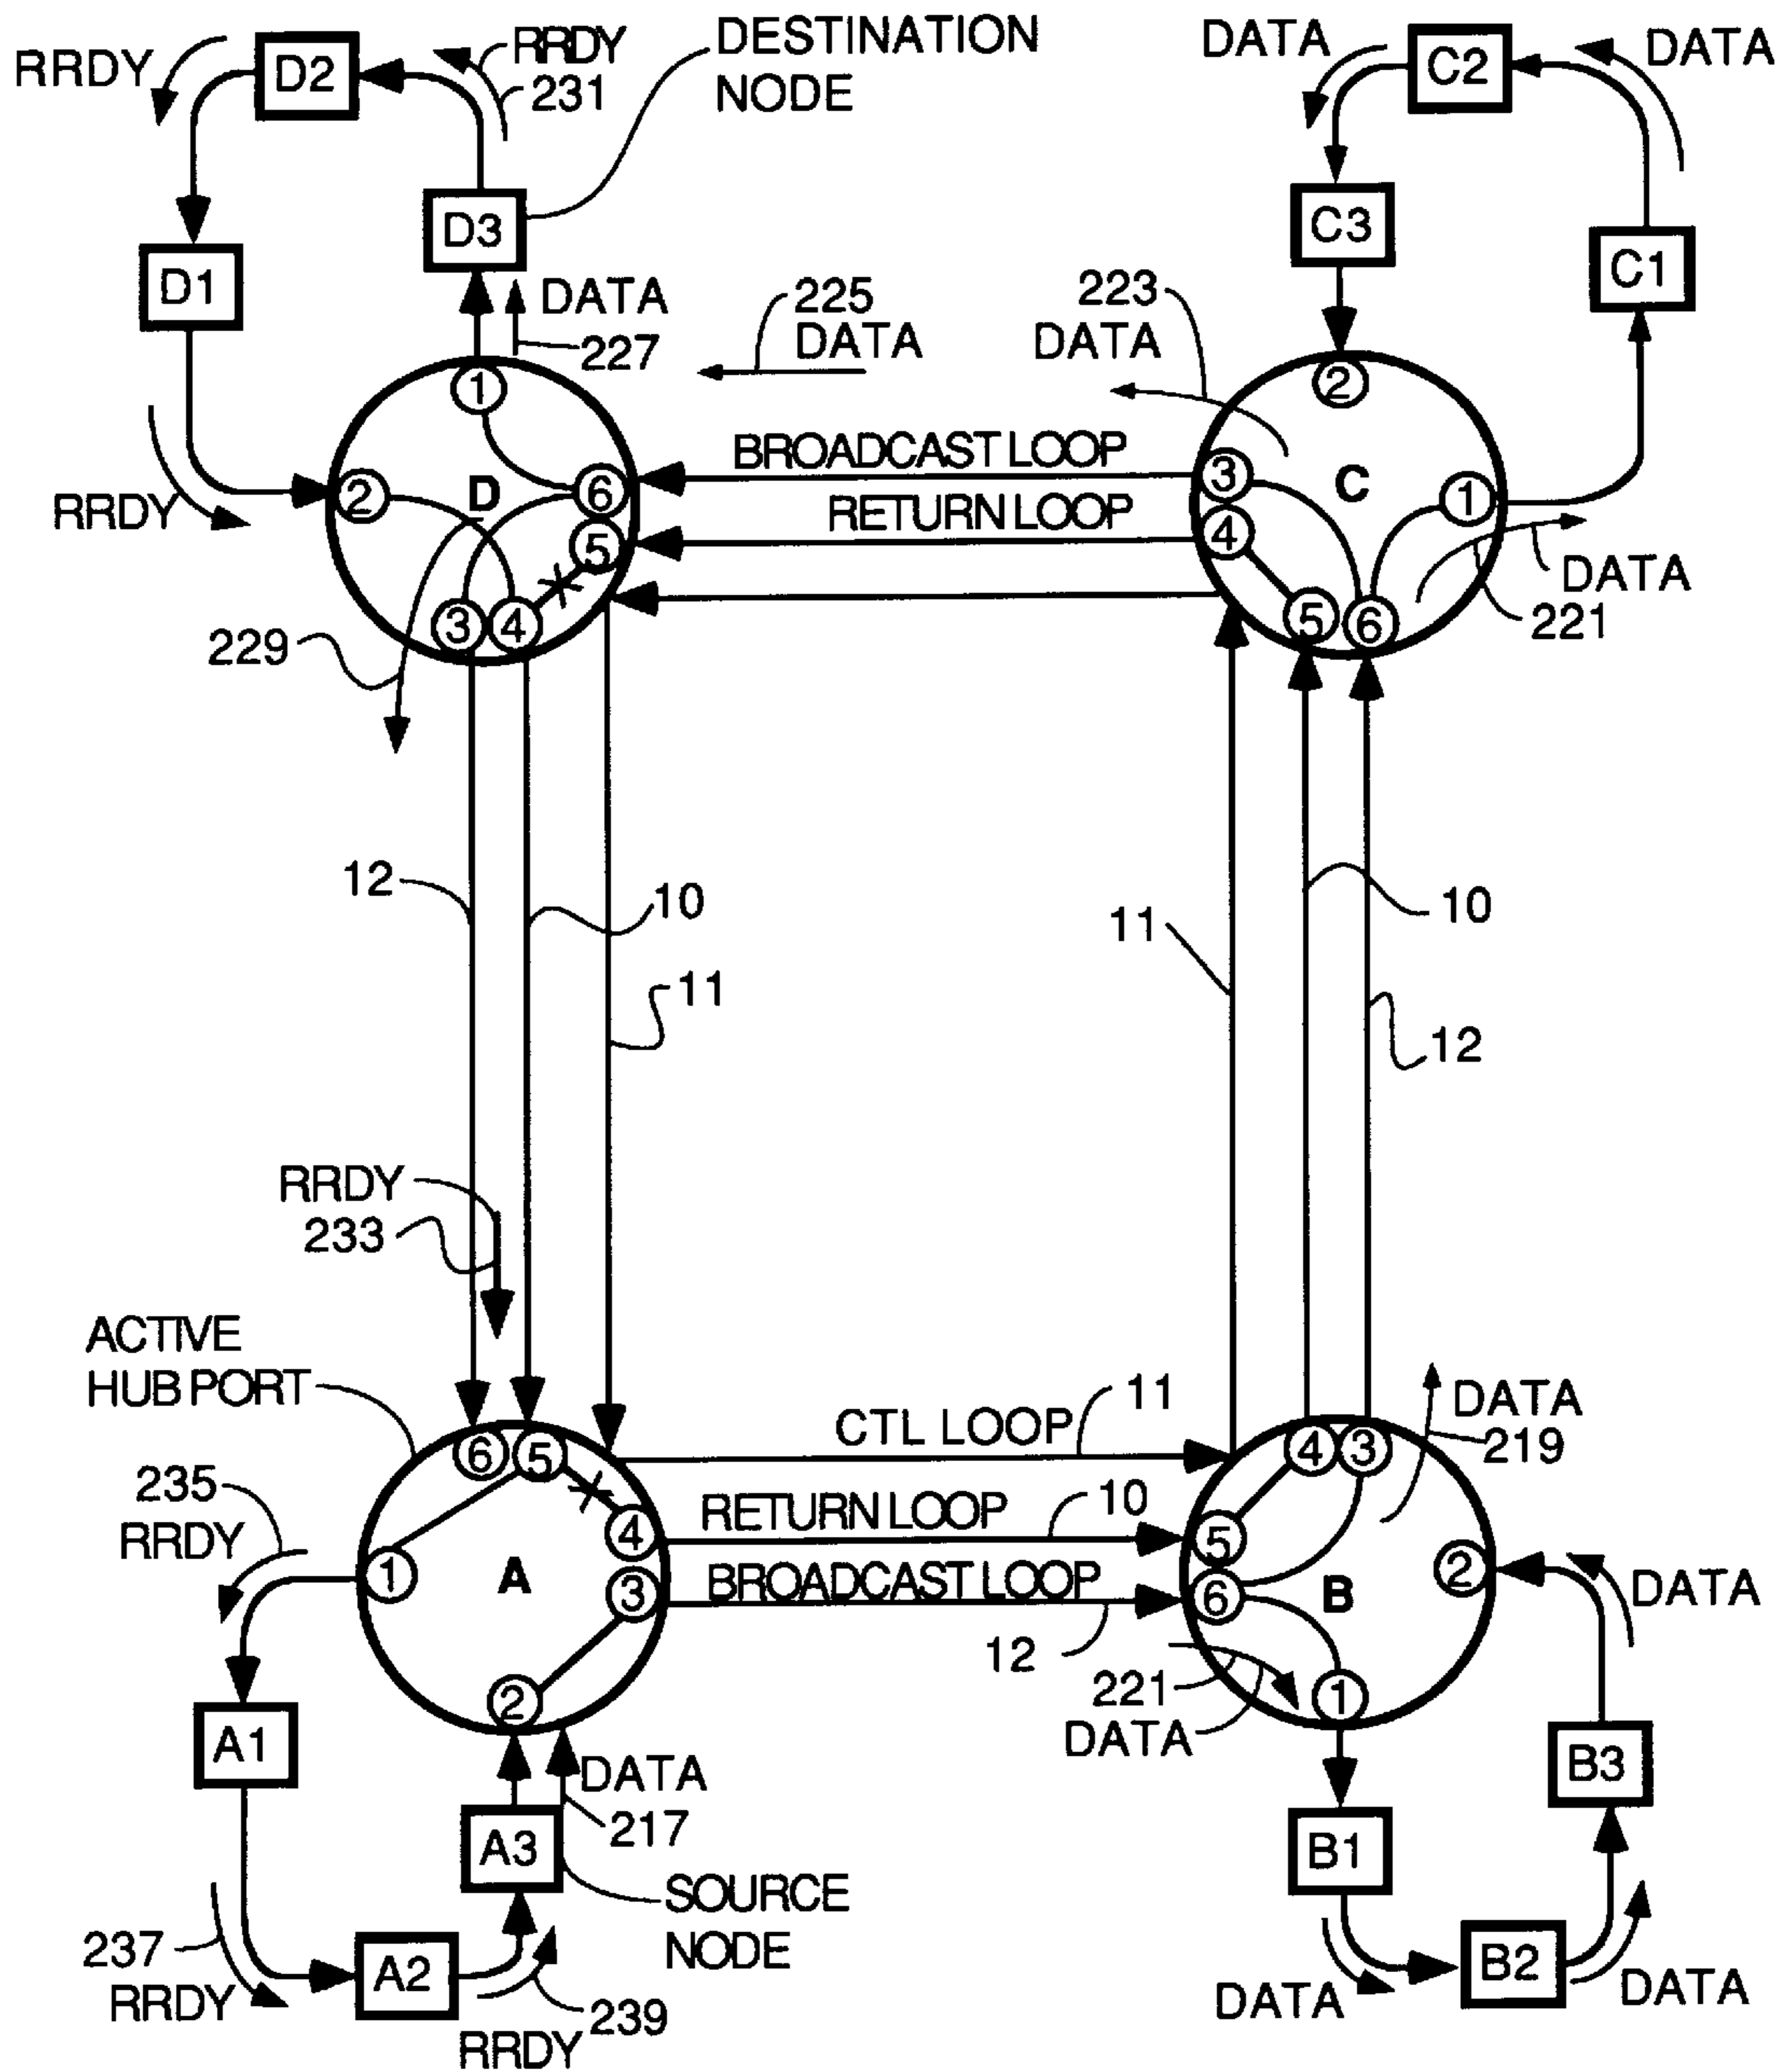 RRDY
D2
RRDY
231
DESTINATION
NODE
DATA
C2
DATA
D3
D1
C3
C1
DATA
227
225
DATA
223
DATA
1
2
BROADCAST LOOP
RETURN LOOP
2
D
6
5
3
4
RRDY
229
3
4
C
1
5
6
DATA
221
12
10
11
11
10
12
RRDY
233
ACTIVE
HUB PORT
CTL LOOP
11
RETURN LOOP
10
BROADCAST LOOP
12
DATA
219
6
5
4
3
1
A
2
4
3
5
6
B
2
1
235
RRDY
221
DATA
DATA
A1
DATA
217
A3
SOURCE
NODE
B3
B1
237
RRDY
A2
239
RRDY
B2
DATA
DATA